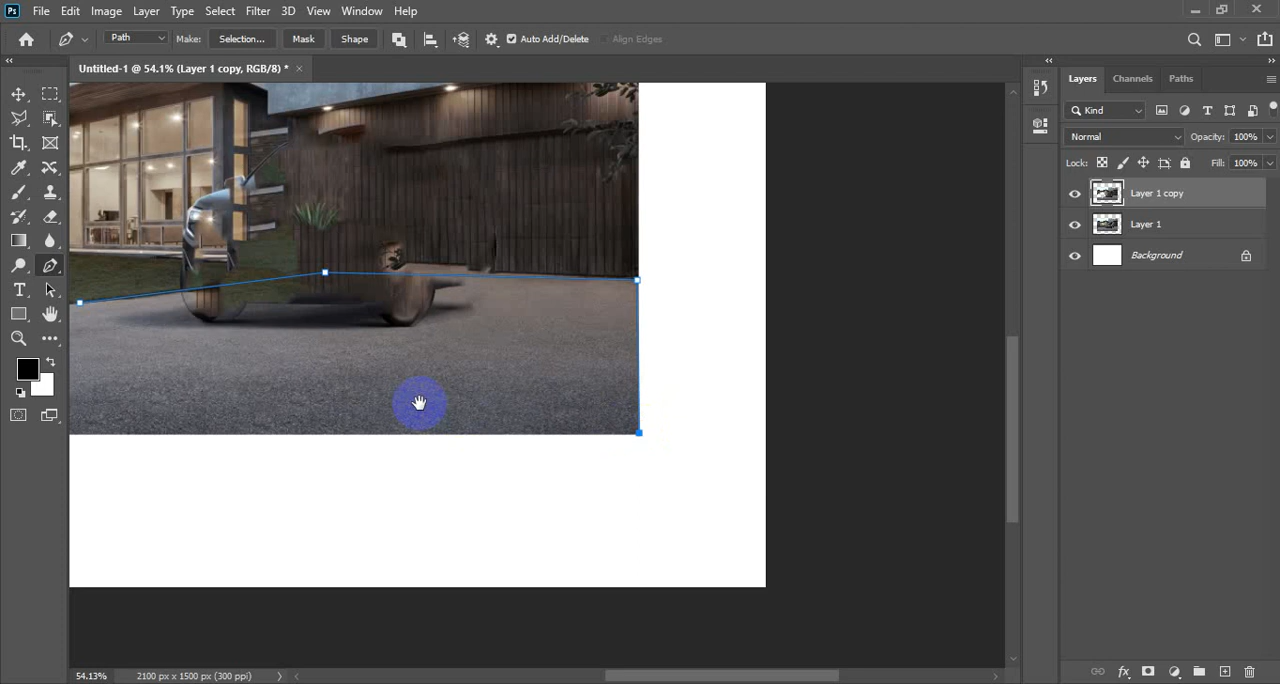 Ps File Edit Image Layer Type Select Filter 3D View Window Help
Path Make: Selection... Mask Shape Auto Add/Delete Align Edges
Untitled-1 @ 54.1% (Layer 1 copy, RGB/8) * ×
Layers Channels Paths
Kind
Normal Opacity: 100%
Lock: Fill: 100%
Layer 1 copy
Layer 1
Background
54.13% 2100 px x 1500 px (300 ppi)